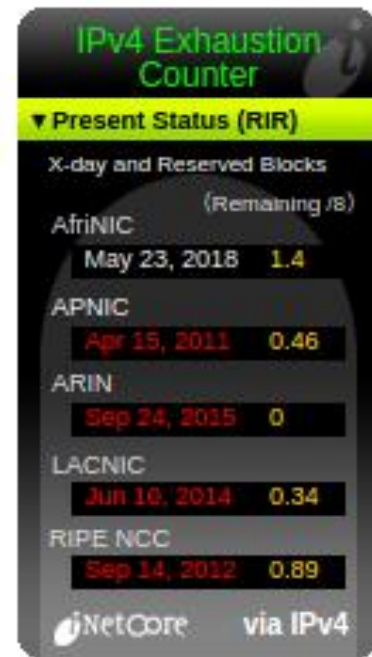 IPv4 Exhaustion
Counter
▼Present Status (RIR)
X-day and Reserved Blocks
(Remaining /8)
AfriNIC
May 23, 2018 1.4
APNIC
Apr 15, 2011 0.46
ARIN
Sep 24, 2015 0
LACNIC
Jun 10, 2014 0.34
RIPE NCC
Sep 14, 2012 0.89
iNetCore via IPv4